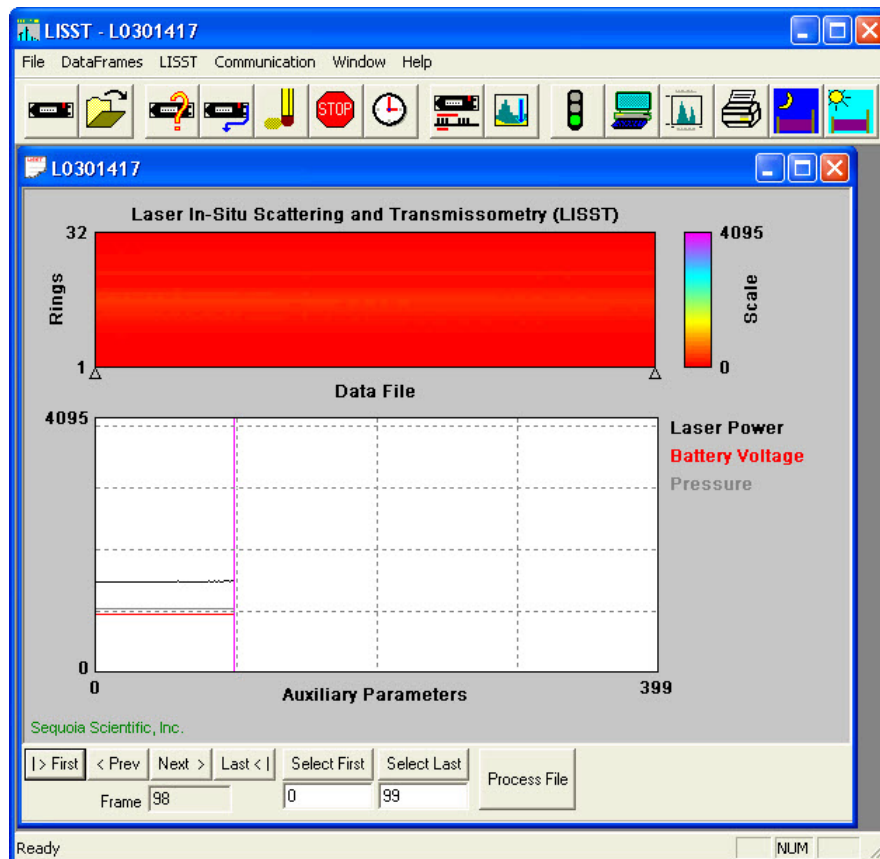 LISST - L0301417
File DataFrames LISST Communication Window Help
STOP
L0301417
Laser In-Situ Scattering and Transmissometry (LISST)
32
4095
Rings
Scale
1
0
Data File
4095
Laser Power
Battery Voltage
Pressure
0
0
399
Auxiliary Parameters
Sequoia Scientific, Inc.
|> First < Prev Next > Last <| Select First Select Last Process File
Frame 98 0 99
Ready NUM